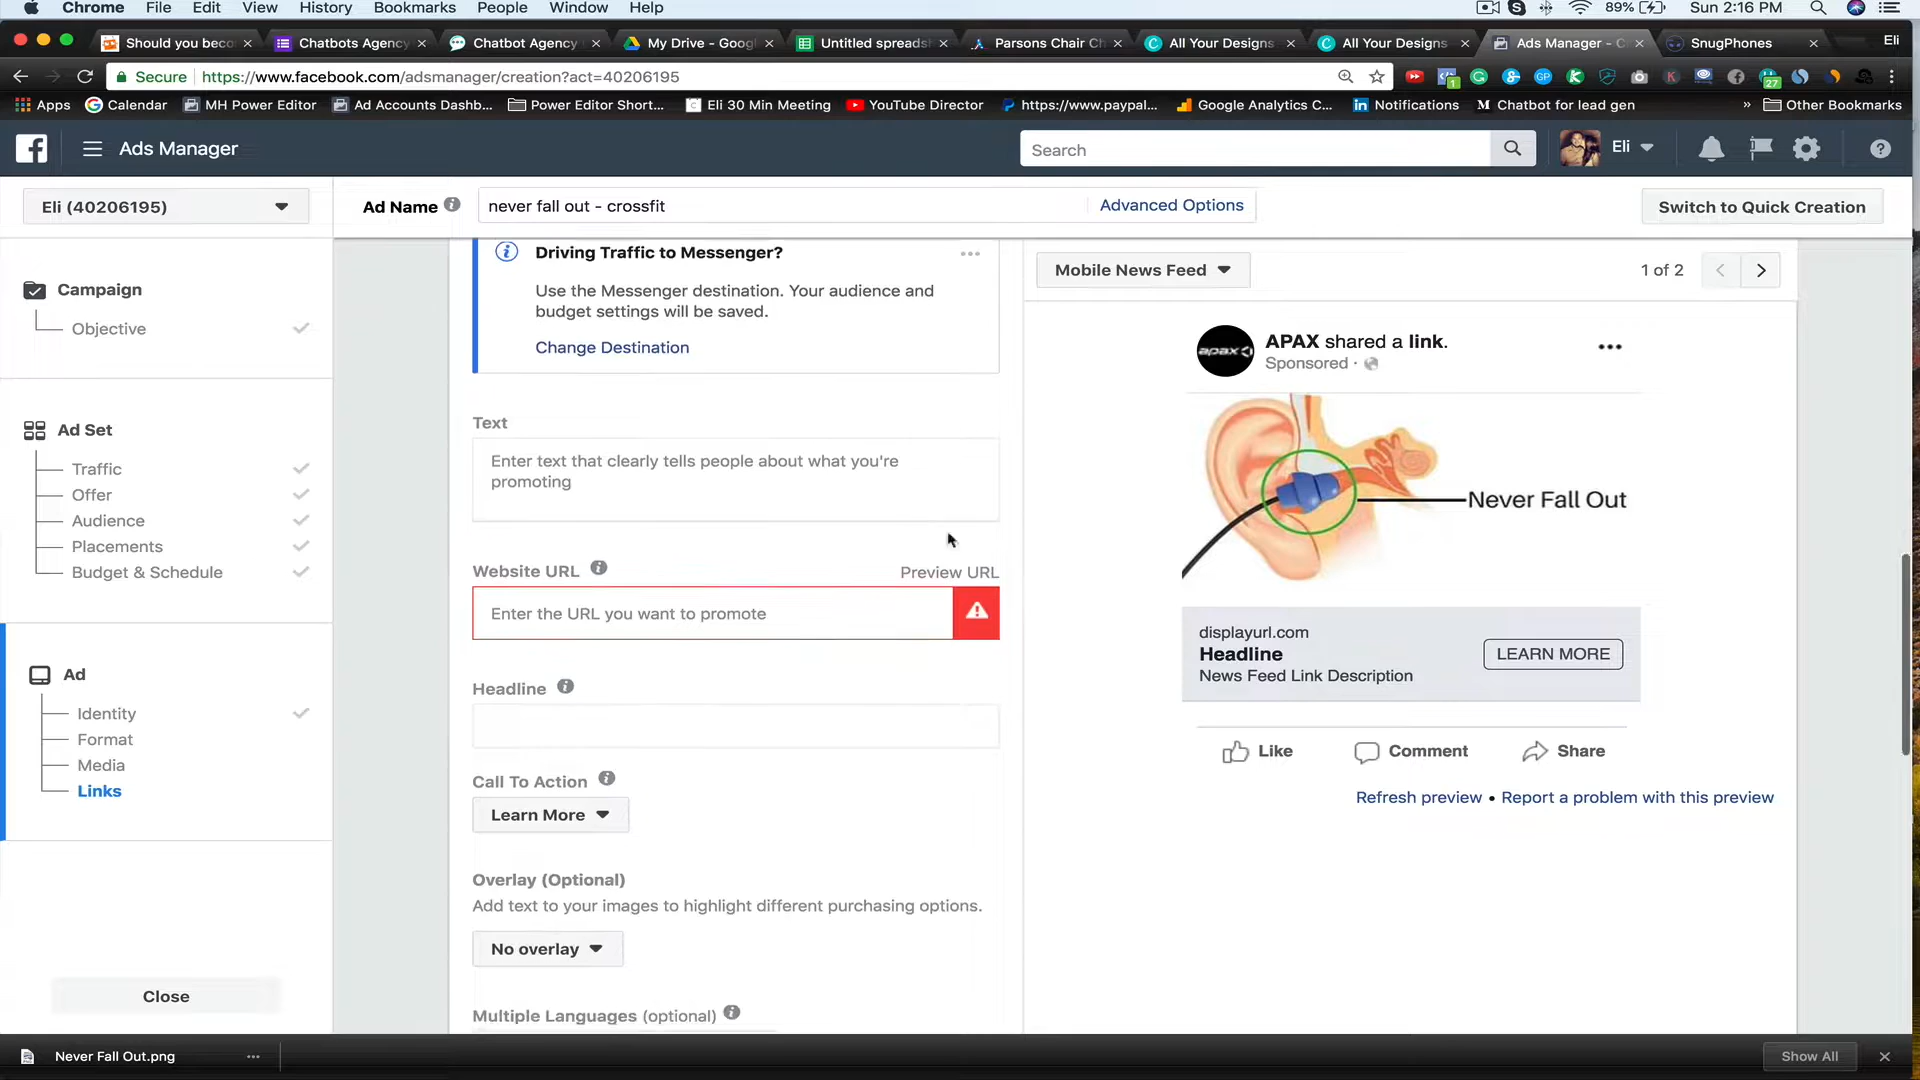 Chrome File Edit View History Bookmarks People Window Help 89% Sun 2:16 PM
Should you beco Chatbots Agency Chatbot Agency My Drive - Goog Untitled spreads Parsons Chair Ch All Your Designs All Your Designs Ads Manager - C SnugPhones Eli
Secure https://www.facebook.com/adsmanager/creation?act=40206195
Apps Calendar MH Power Editor Ad Accounts Dashb... Power Editor Short... Eli 30 Min Meeting YouTube Director https://www.paypal... Google Analytics C... Notifications Chatbot for lead gen » Other Bookmarks
Ads Manager
Search
Eli
Eli (40206195)
Ad Name
never fall out - crossfit
Advanced Options
Switch to Quick Creation
Campaign
Objective
Ad Set
Traffic
Offer
Audience
Placements
Budget & Schedule
Ad
Identity
Format
Media
Links
Close
Driving Traffic to Messenger?
Use the Messenger destination. Your audience and
budget settings will be saved.
Change Destination
Text
Enter text that clearly tells people about what you're
promoting
Website URL
Preview URL
Enter the URL you want to promote
Headline
Call To Action
Learn More
Overlay (Optional)
Add text to your images to highlight different purchasing options.
No overlay
Multiple Languages (optional)
Mobile News Feed
1 of 2
apax
APAX shared a link.
Sponsored ·
Never Fall Out
displayurl.com
Headline
News Feed Link Description
LEARN MORE
Like Comment Share
Refresh preview • Report a problem with this preview
Never Fall Out.png
Show All